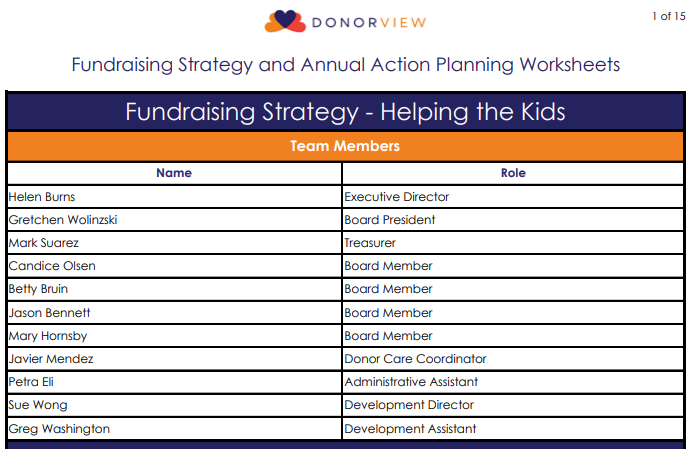 DONORVIEW
1 of 15
Fundraising Strategy and Annual Action Planning Worksheets
Fundraising Strategy - Helping the Kids
Team Members
Name Role
Helen Burns Executive Director
Gretchen Wolinzski Board President
Mark Suarez Treasurer
Candice Olsen Board Member
Betty Bruin Board Member
Jason Bennett Board Member
Mary Hornsby Board Member
Javier Mendez Donor Care Coordinator
Petra Eli Administrative Assistant
Sue Wong Development Director
Greg Washington Development Assistant